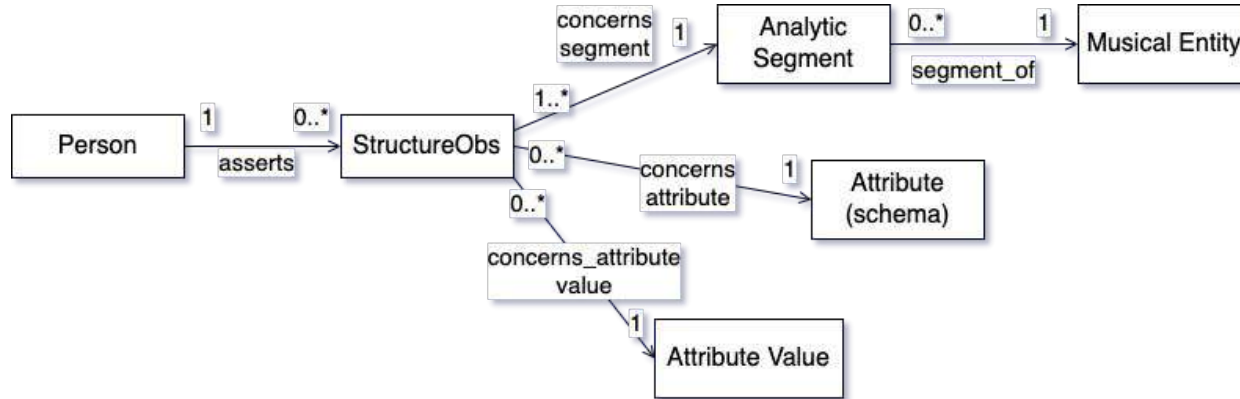 concerns
segment
1
Analytic
Segment
0..*
1
segment_of
Musical Entity
1..*
Person
1
asserts
0..*
StructureObs
0..*
concerns
attribute
1
Attribute
(schema)
0..*
concerns_attribute
value
1
Attribute Value